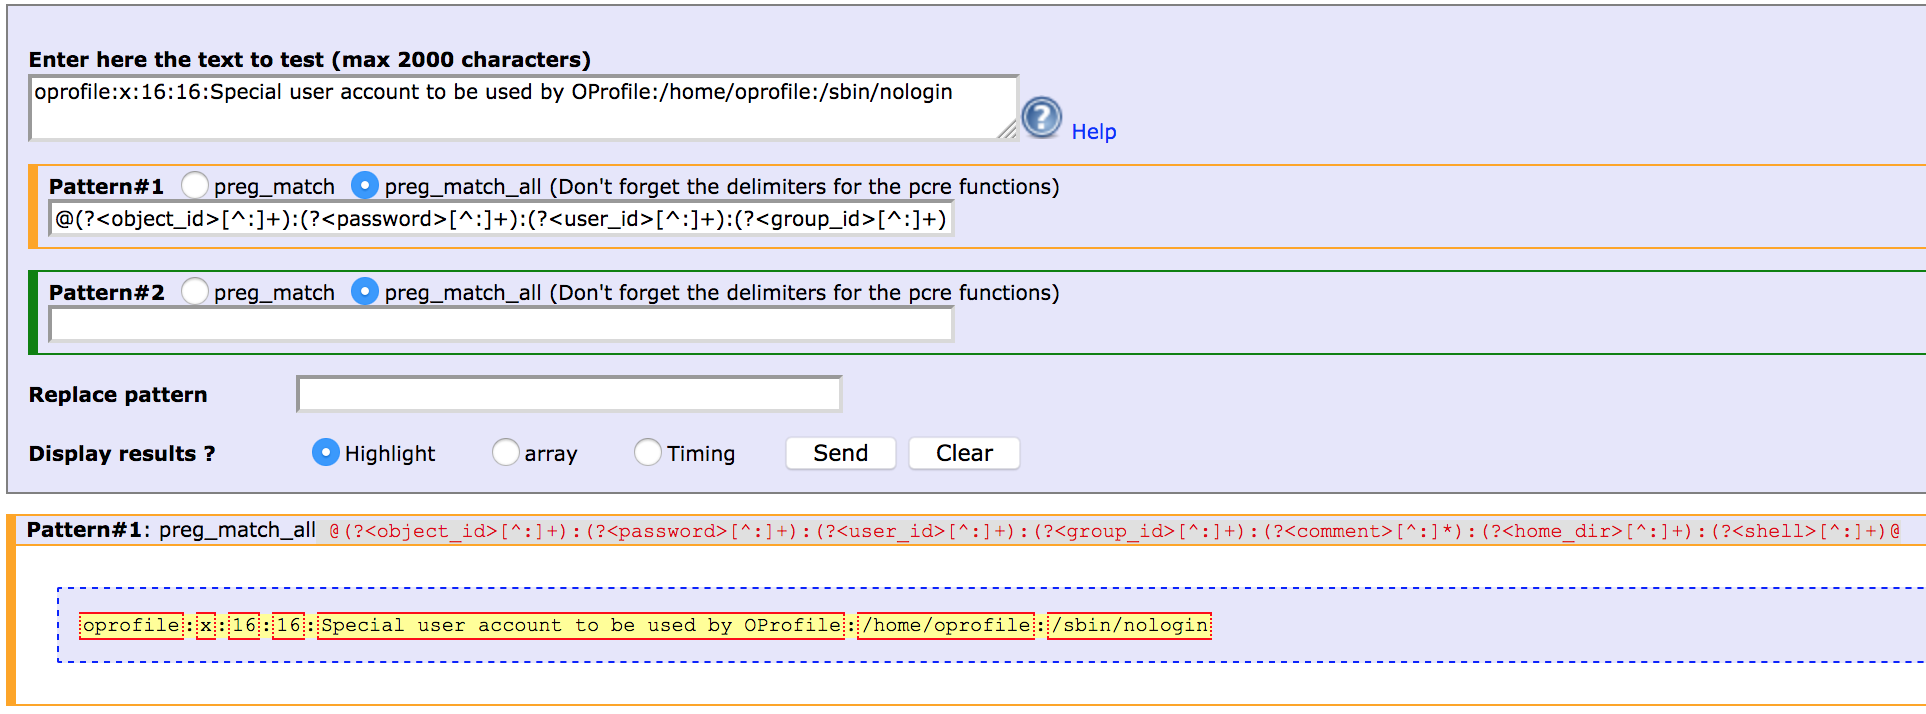 Enter here the text to test (max 2000 characters)
oprofile:x:16:16:Special user account to be used by OProfile:/home/oprofile:/sbin/nologin
? Help
Pattern#1 preg_match preg_match_all (Don't forget the delimiters for the pcre functions)
@(?<object_id>[^:]+):(?<password>[^:]+):(?<user_id>[^:]+):(?<group_id>[^:]+)
Pattern#2 preg_match preg_match_all (Don't forget the delimiters for the pcre functions)
Replace pattern
Display results ? Highlight array Timing Send Clear
Pattern#1: preg_match_all @(?<object_id>[^:]+):(?<password>[^:]+):(?<user_id>[^:]+):(?<group_id>[^:]+):(?<comment>[^:]*):(?<home_dir>[^:]+):(?<shell>[^:]+)@
oprofile:x:16:16:Special user account to be used by OProfile:/home/oprofile:/sbin/nologin